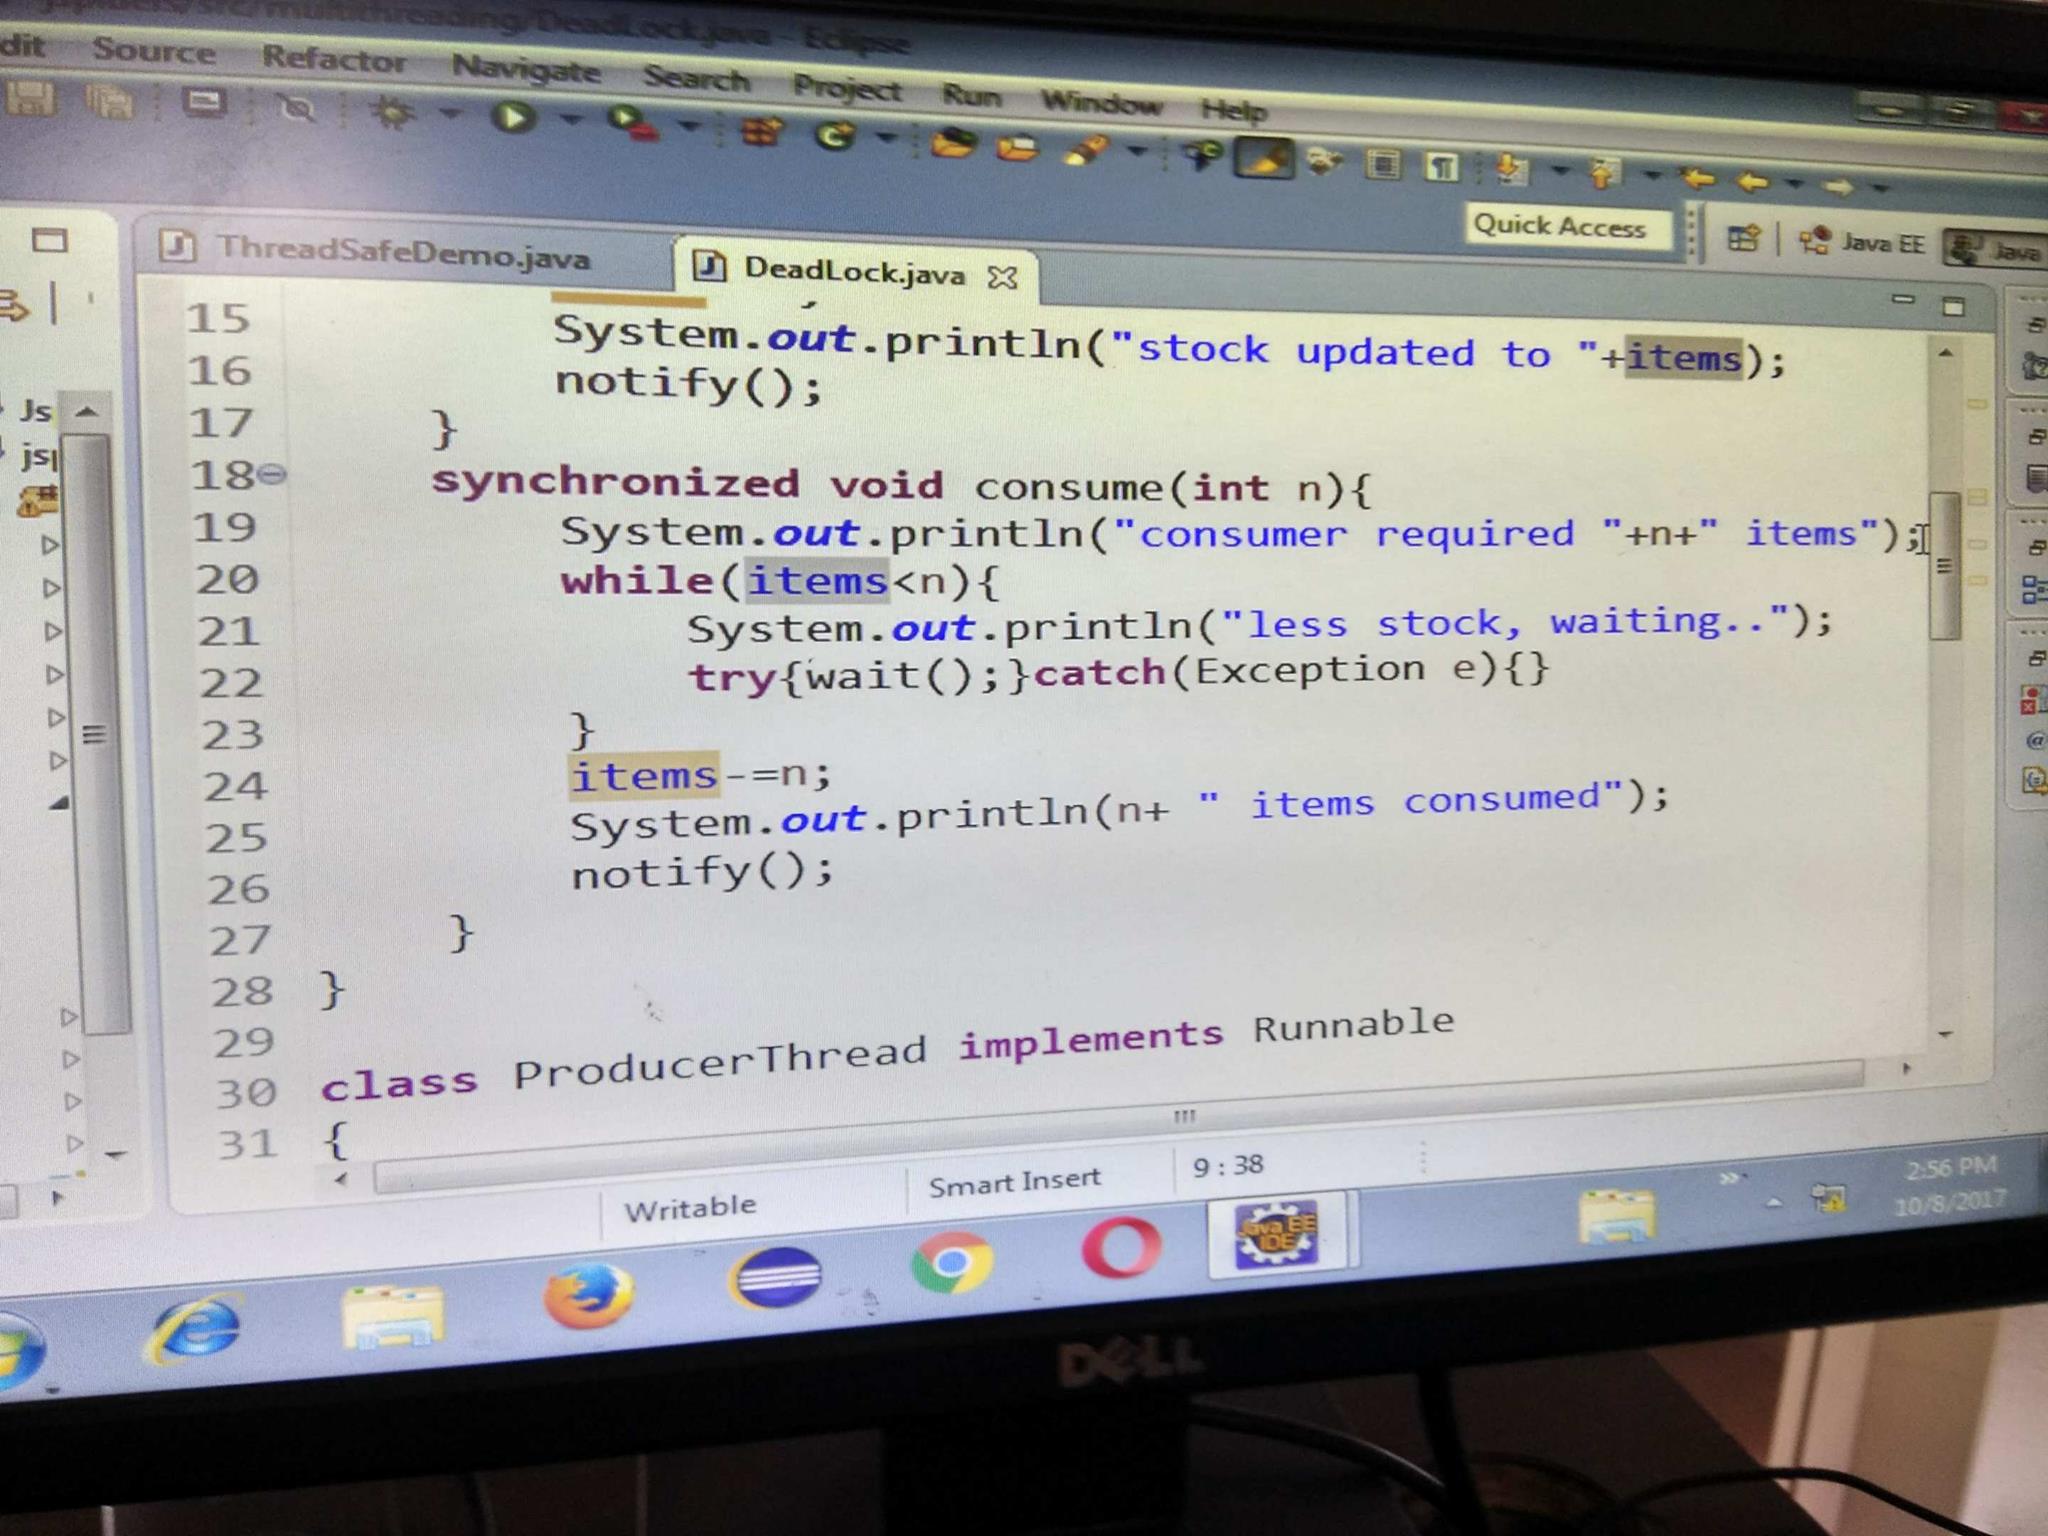 multithreading/DeadLock.java - Eclipse
dit Source Refactor Navigate Search Project Run Window Help
Quick Access
Java EE
Java
ThreadSafeDemo.java
DeadLock.java
Js
jsp
15 System.out.println("stock updated to "+items);
16 notify();
17 }
18 synchronized void consume(int n){
19 System.out.println("consumer required "+n+" items");
20 while(items<n){
21 System.out.println("less stock, waiting..");
22 try{wait();}catch(Exception e){}
23 }
24 items-=n;
25 System.out.println(n+ " items consumed");
26 notify();
27 }
28 }
29
30 class ProducerThread implements Runnable
31 {
Writable
Smart Insert
9 : 38
2:56 PM
10/8/2017
Java EE
IDE
DELL